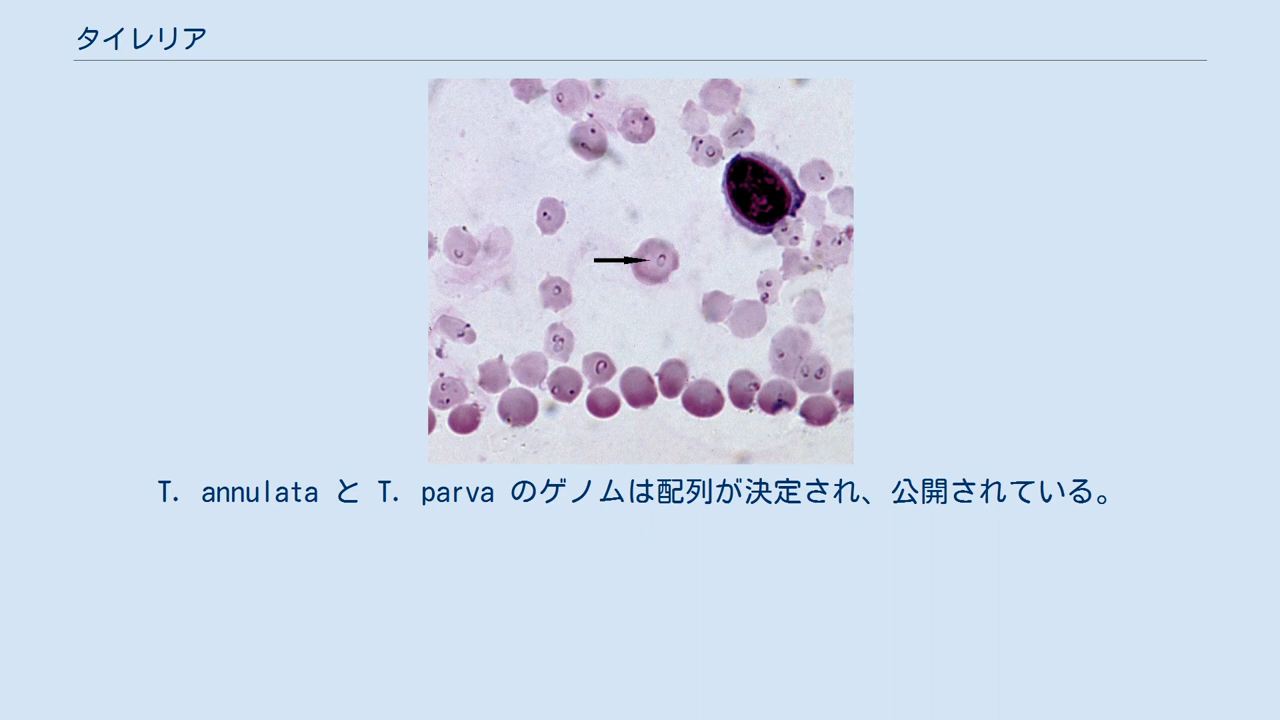 タイレリア
T. annulata と T. parva のゲノムは配列が決定され、公開されている。